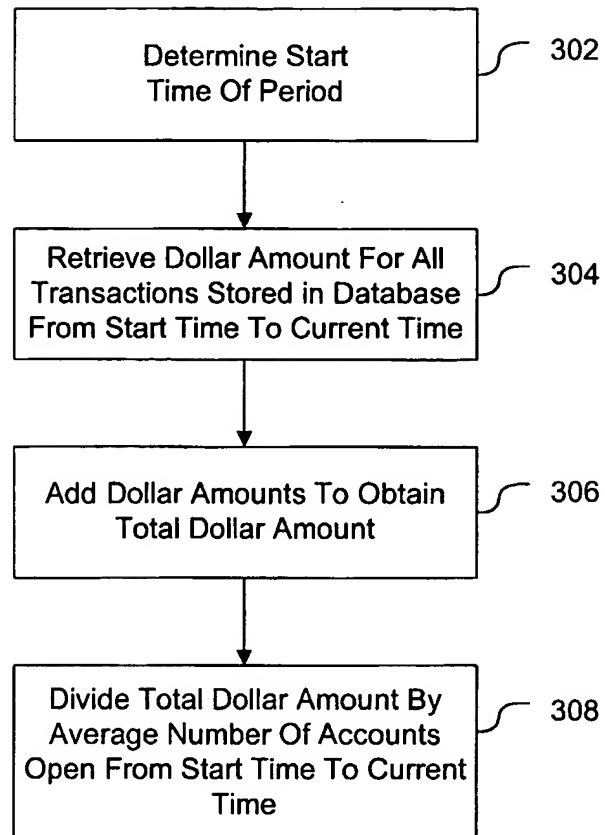 Determine Start
Time Of Period
302
Retrieve Dollar Amount For All
Transactions Stored in Database
From Start Time To Current Time
304
Add Dollar Amounts To Obtain
Total Dollar Amount
306
Divide Total Dollar Amount By
Average Number Of Accounts
Open From Start Time To Current
Time
308